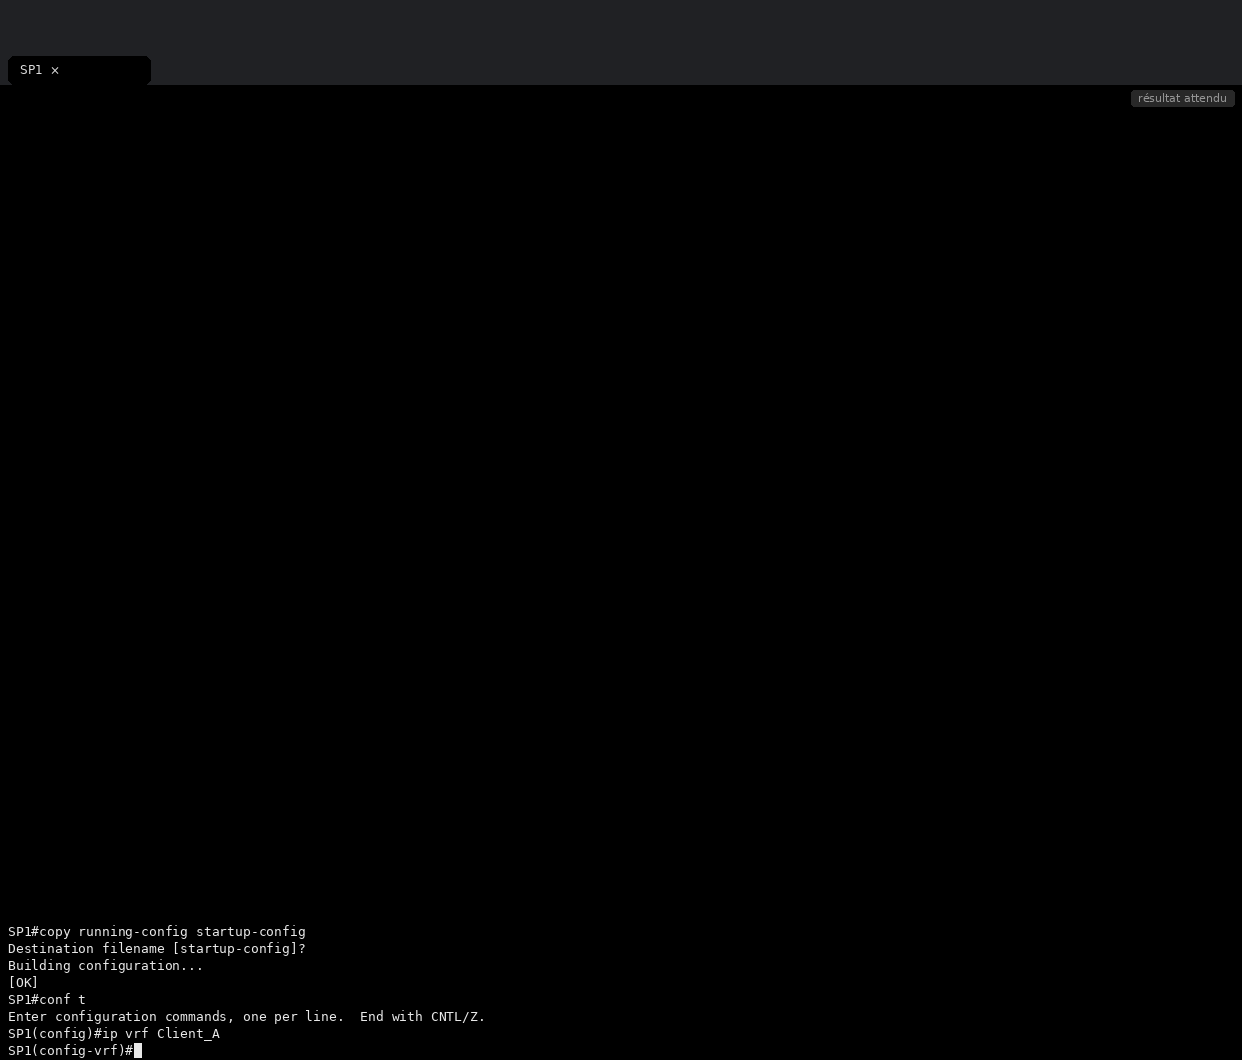 SP1 ×
résultat attendu
SP1#copy running-config startup-config
Destination filename [startup-config]?
Building configuration...
[OK]
SP1#conf t
Enter configuration commands, one per line.  End with CNTL/Z.
SP1(config)#ip vrf Client_A
SP1(config-vrf)#